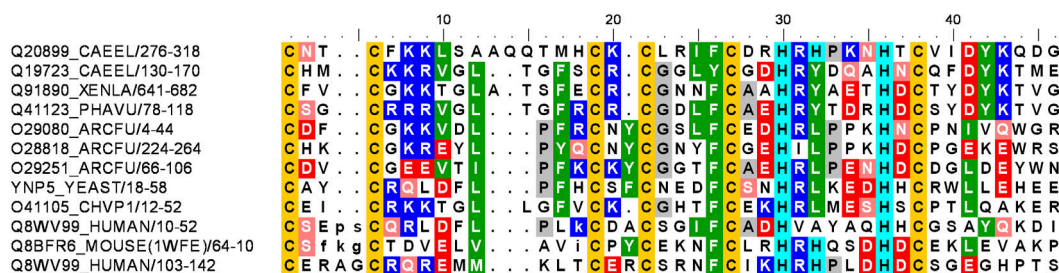 10 20 30 40
Q20899_CAEEL/276-318 CNT..CFKKLSAAQQTMHCK.CLRIFCDRHRHPKNHTCVIDYKQDG
Q19723_CAEEL/130-170 CHM..CKKRVGL..TGFSCR.CGGLYCGDHRYDQAHNCQFDYKTME
Q91890_XENLA/641-682 CFV..CGKKTGLA.TSFECR.CGNNFCAAHRYAETHDCTYDYKTVG
Q41123_PHAVU/78-118 CSG..CRRRVGL..TGFRCR.CGDLFCAEHRYTDRHDCSYDYKTVG
O29080_ARCFU/4-44 CDF..CGKKVDL...PFRCNYCGSLFCEDHRLPPKHNCPNIVQWGR
O28818_ARCFU/224-264 CHK..CGKREYL...PYQCNYCGNYFCGEHILPPKHDCPGEKEWRS
O29251_ARCFU/66-106 CDV..CGEEVTI...PFKCKYCGGTFCAEHRLPENHDCDGLDEYWN
YNP5_YEAST/18-58 CAY..CRQLDFL...PFHCSFCNEDFCSNHRLKEDHHCRWLLEHEE
O41105_CHVP1/12-52 CEI..CRKKTGL..LGFVCK.CGHTFCEKHRLMESHSCPTLQAKER
Q8WV99_HUMAN/10-52 CSEpsCQRLDFL...PLkCDACSGIFCADHVAYAQHHCGSAYQKDI
Q8BFR6_MOUSE(1WFE)/64-10 CSfkgCTDVELV...AViCPYCEKNFCLRHRHQSDHDCEKLEVAKP
Q8WV99_HUMAN/103-142 CERAGCRQREMM...KLTCERCSRNFCIKHRHPLDHDCSGEGHPTS